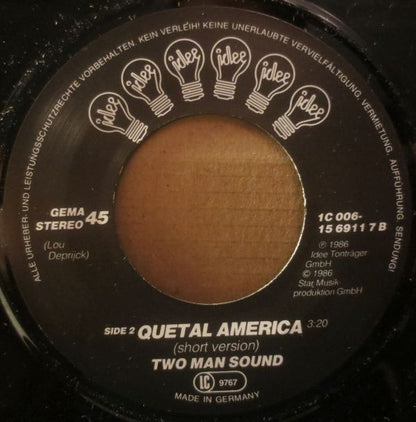 ALLE URHEBER- UND LEISTUNGSSCHUTZRECHTE VORBEHALTEN. KEIN VERLEIH! KEINE UNERLAUBTE VERVIELFÄLTIGUNG, VERMIETUNG, AUFFÜHRUNG, SENDUNG!
idee idee idee idee idee idee
GEMA
STEREO 45
(Lou
Deprijck)
1C 006-
15 6911 7 B
Ⓟ 1986
Idee Tonträger
GmbH
© 1986
Star Musik-
produktion GmbH
SIDE 2 QUETAL AMERICA 3:20
(short version)
TWO MAN SOUND
LC 9767
MADE IN GERMANY